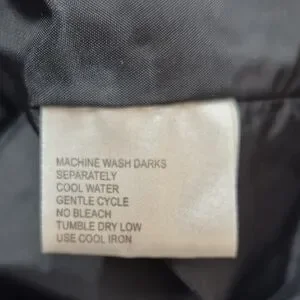 MACHINE WASH DARKS
SEPARATELY
COOL WATER
GENTLE CYCLE
NO BLEACH
TUMBLE DRY LOW
USE COOL IRON